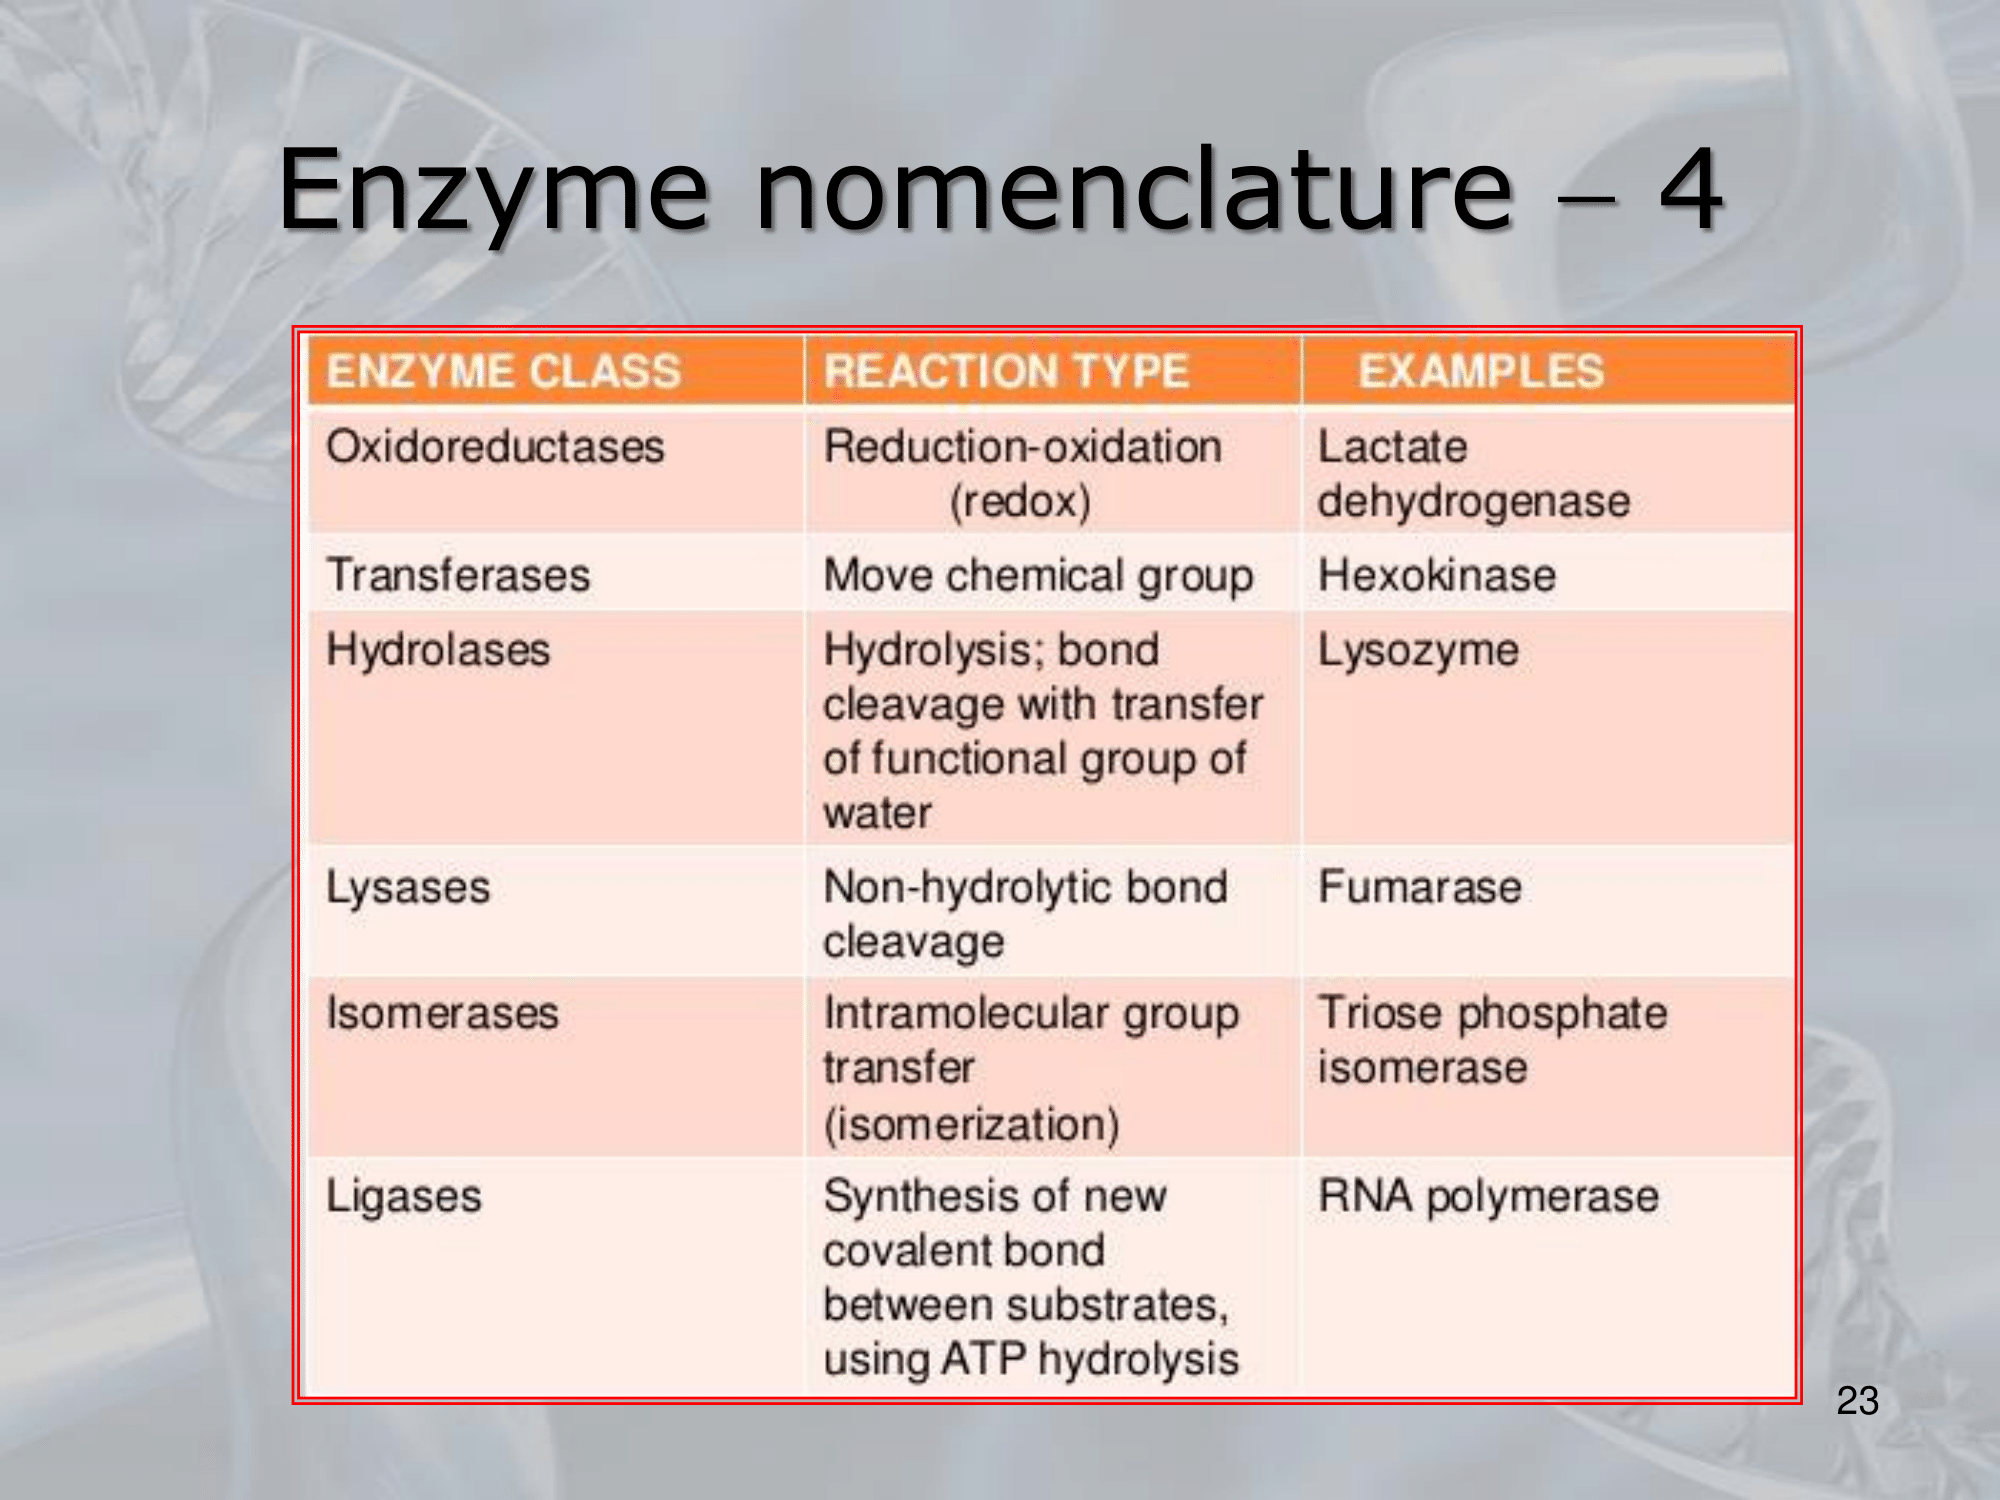 Enzyme nomenclature – 4
ENZYME CLASS REACTION TYPE EXAMPLES
Oxidoreductases Reduction-oxidation Lactate
(redox) dehydrogenase
Transferases Move chemical group Hexokinase
Hydrolases Hydrolysis; bond Lysozyme
cleavage with transfer
of functional group of
water
Lysases Non-hydrolytic bond Fumarase
cleavage
Isomerases Intramolecular group Triose phosphate
transfer isomerase
(isomerization)
Ligases Synthesis of new RNA polymerase
covalent bond
between substrates,
using ATP hydrolysis
23